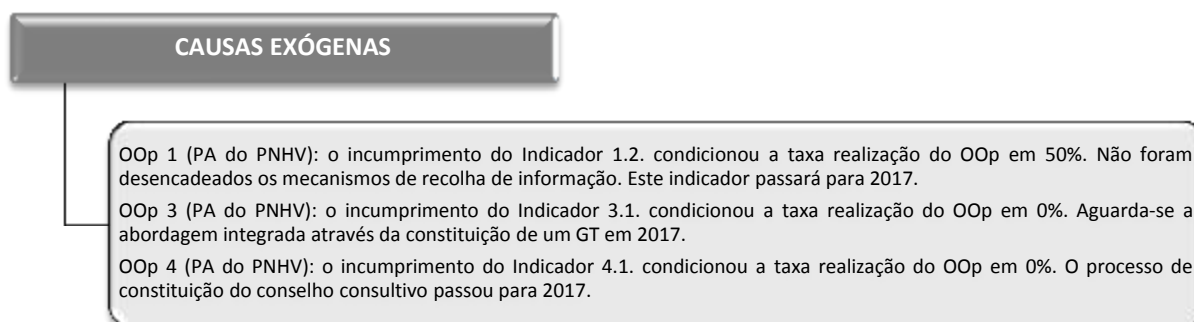 CAUSAS EXÓGENAS
OOp 1 (PA do PNHV): o incumprimento do Indicador 1.2. condicionou a taxa realização do OOp em 50%. Não foram
desencadeados os mecanismos de recolha de informação. Este indicador passará para 2017.
OOp 3 (PA do PNHV): o incumprimento do Indicador 3.1. condicionou a taxa realização do OOp em 0%. Aguarda-se a
abordagem integrada através da constituição de um GT em 2017.
OOp 4 (PA do PNHV): o incumprimento do Indicador 4.1. condicionou a taxa realização do OOp em 0%. O processo de
constituição do conselho consultivo passou para 2017.